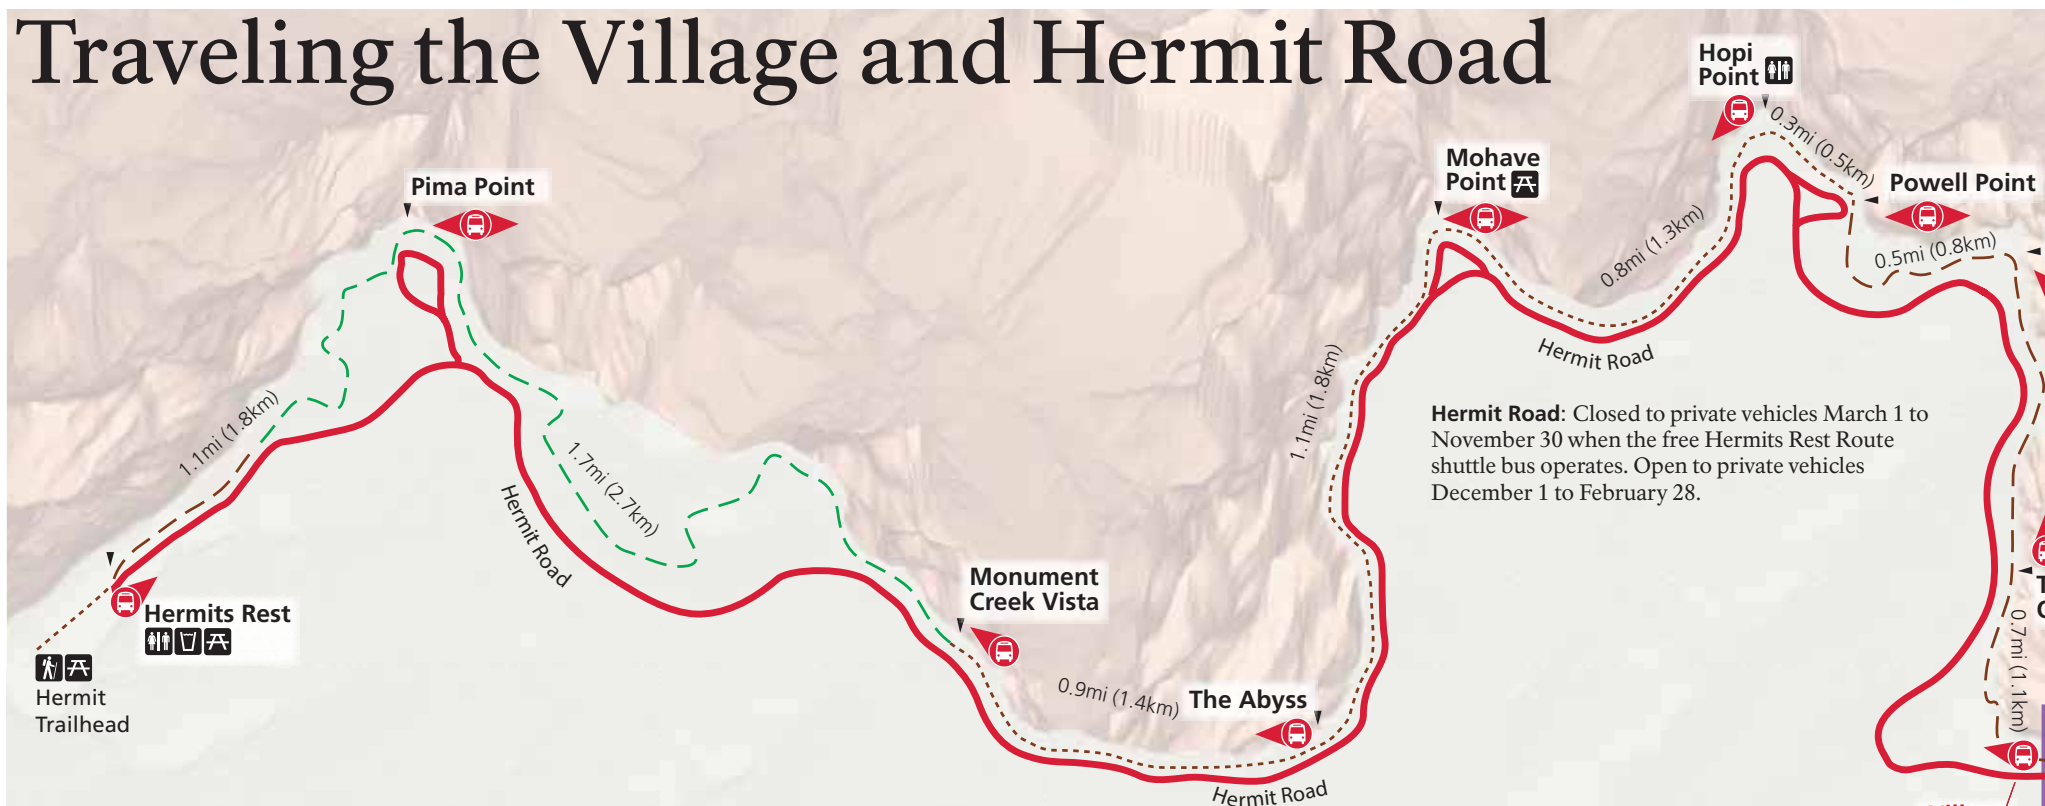 Traveling the Village and Hermit Road
Hopi
Point
0.3mi (0.5km)
Mohave
Point
Powell Point
Pima Point
0.8mi (1.3km)
0.5mi (0.8km)
Hermit Road
1.1mi (1.8km)
1.1mi (1.8km)
Hermit Road: Closed to private vehicles March 1 to
November 30 when the free Hermits Rest Route
shuttle bus operates. Open to private vehicles
December 1 to February 28.
1.7mi (2.7km)
Hermit Road
Monument
Creek Vista
Hermits Rest
0.7mi (1.1km)
Hermit
Trailhead
0.9mi (1.4km)
The Abyss
Hermit Road